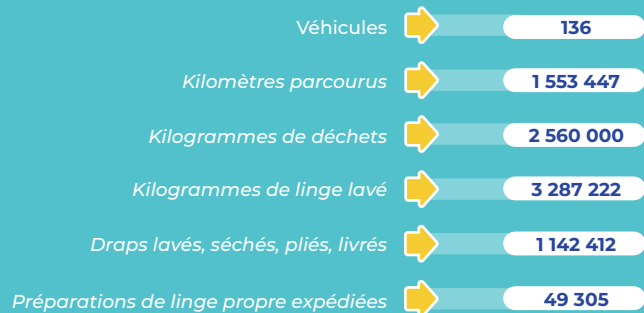 Véhicules 136
Kilomètres parcourus 1 553 447
Kilogrammes de déchets 2 560 000
Kilogrammes de linge lavé 3 287 222
Draps lavés, séchés, pliés, livrés 1 142 412
Préparations de linge propre expédiées 49 305